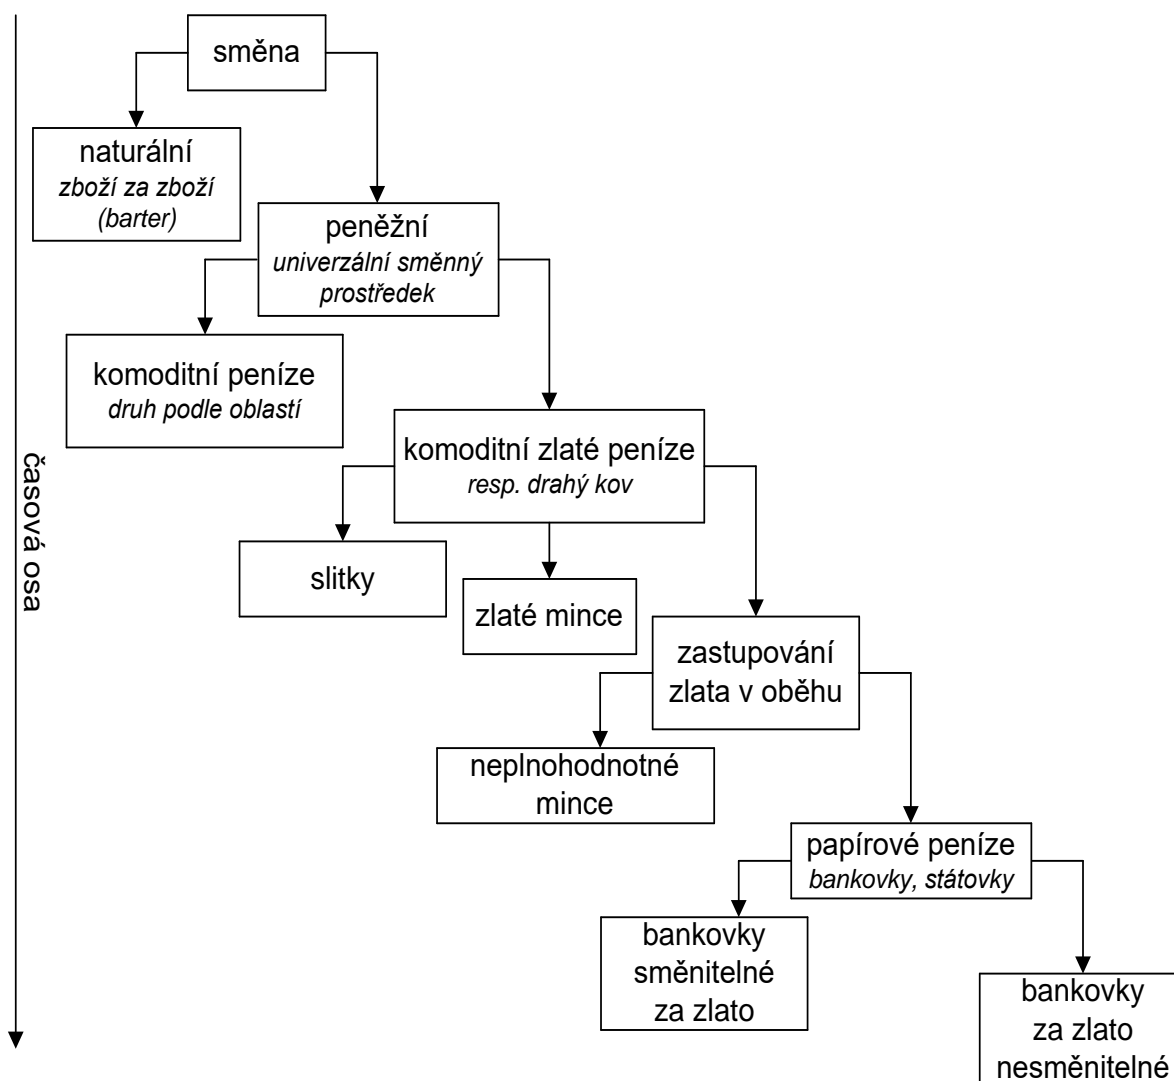 směna
naturální
zboží za zboží
(barter)
peněžní
univerzální směnný
prostředek
komoditní peníze
druh podle oblastí
komoditní zlaté peníze
resp. drahý kov
časová osa
slitky
zlaté mince
zastupování
zlata v oběhu
neplnohodnotné
mince
papírové peníze
bankovky, státovky
bankovky
směnitelné
za zlato
bankovky
za zlato
nesměnitelné